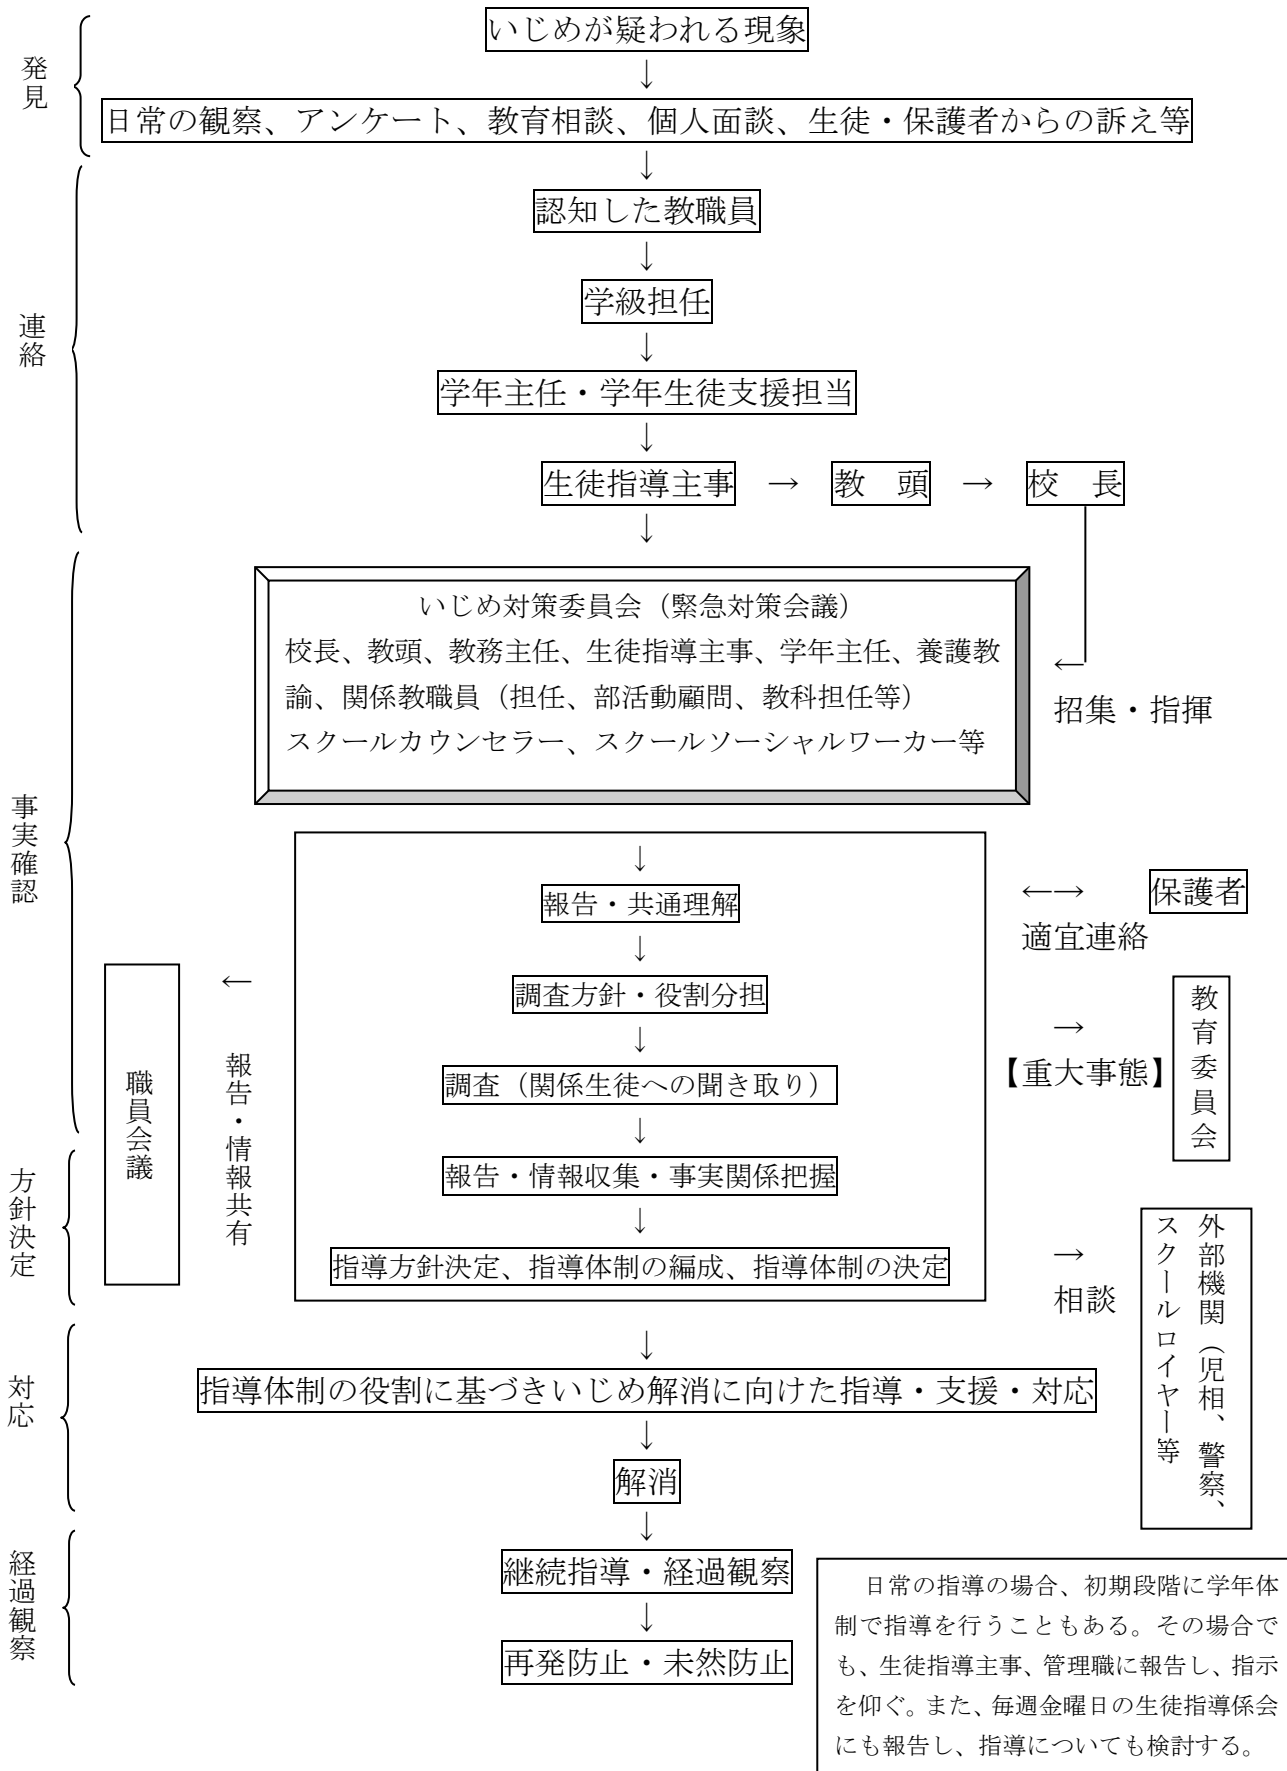 いじめが疑われる現象
↓
発見
日常の観察、アンケート、教育相談、個人面談、生徒・保護者からの訴え等
↓
認知した教職員
↓
学級担任
連絡
↓
学年主任・学年生徒支援担当
↓
生徒指導主事 → 教　頭 → 校　長
↓
いじめ対策委員会（緊急対策会議）
校長、教頭、教務主任、生徒指導主事、学年主任、養護教
諭、関係教職員（担任、部活動顧問、教科担任等）
スクールカウンセラー、スクールソーシャルワーカー等
←
招集・指揮
事実確認
↓
報告・共通理解
←→ 保護者
適宜連絡
↓
調査方針・役割分担
←
報告・情報共有
職員会議
→
【重大事態】
教育委員会
↓
調査（関係生徒への聞き取り）
↓
報告・情報収集・事実関係把握
方針決定
↓
指導方針決定、指導体制の編成、指導体制の決定
→
相談
外部機関（児相、警察、
スクールロイヤー等
↓
対応
指導体制の役割に基づきいじめ解消に向けた指導・支援・対応
↓
解消
↓
経過観察
継続指導・経過観察
↓
再発防止・未然防止
日常の指導の場合、初期段階に学年体
制で指導を行うこともある。その場合で
も、生徒指導主事、管理職に報告し、指示
を仰ぐ。また、毎週金曜日の生徒指導係会
にも報告し、指導についても検討する。